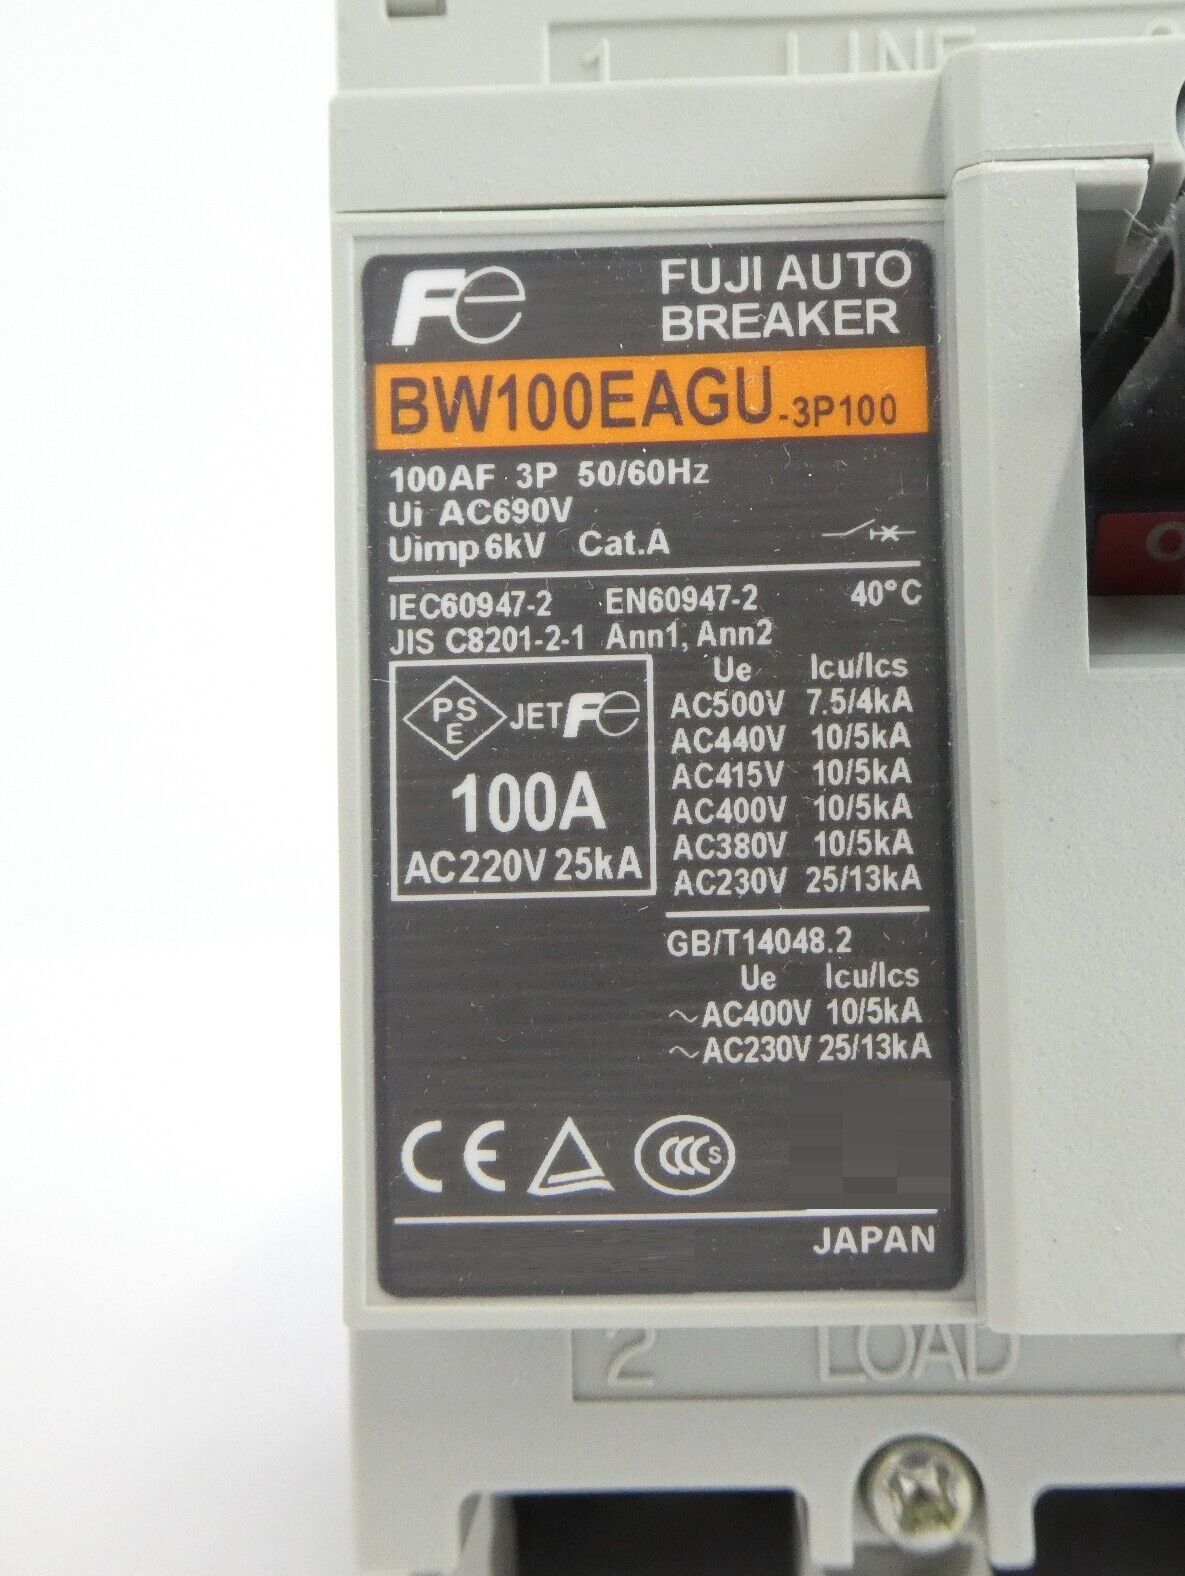 1 LINE
Fe FUJI AUTO
BREAKER
BW100EAGU-3P100
100AF 3P 50/60Hz
Ui AC690V
Uimp 6kV Cat.A
IEC60947-2 EN60947-2 40°C
JIS C8201-2-1 Ann1, Ann2
PS
E
JET Fe
100A
AC220V 25kA
Ue Icu/Ics
AC500V 7.5/4kA
AC440V 10/5kA
AC415V 10/5kA
AC400V 10/5kA
AC380V 10/5kA
AC230V 25/13kA
GB/T14048.2
Ue Icu/Ics
~AC400V 10/5kA
~AC230V 25/13kA
CE CCC S
JAPAN
2 LOAD